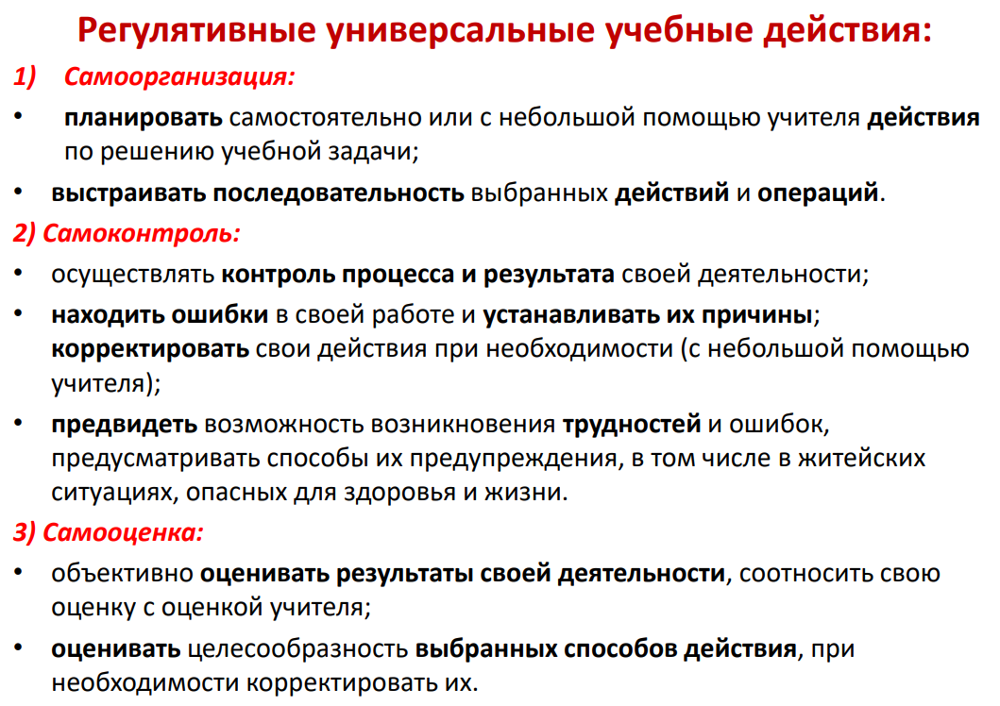 Регулятивные универсальные учебные действия:
1) Самоорганизация:
• планировать самостоятельно или с небольшой помощью учителя действия
по решению учебной задачи;
• выстраивать последовательность выбранных действий и операций.
2) Самоконтроль:
• осуществлять контроль процесса и результата своей деятельности;
• находить ошибки в своей работе и устанавливать их причины;
корректировать свои действия при необходимости (с небольшой помощью
учителя);
• предвидеть возможность возникновения трудностей и ошибок,
предусматривать способы их предупреждения, в том числе в житейских
ситуациях, опасных для здоровья и жизни.
3) Самооценка:
• объективно оценивать результаты своей деятельности, соотносить свою
оценку с оценкой учителя;
• оценивать целесообразность выбранных способов действия, при
необходимости корректировать их.